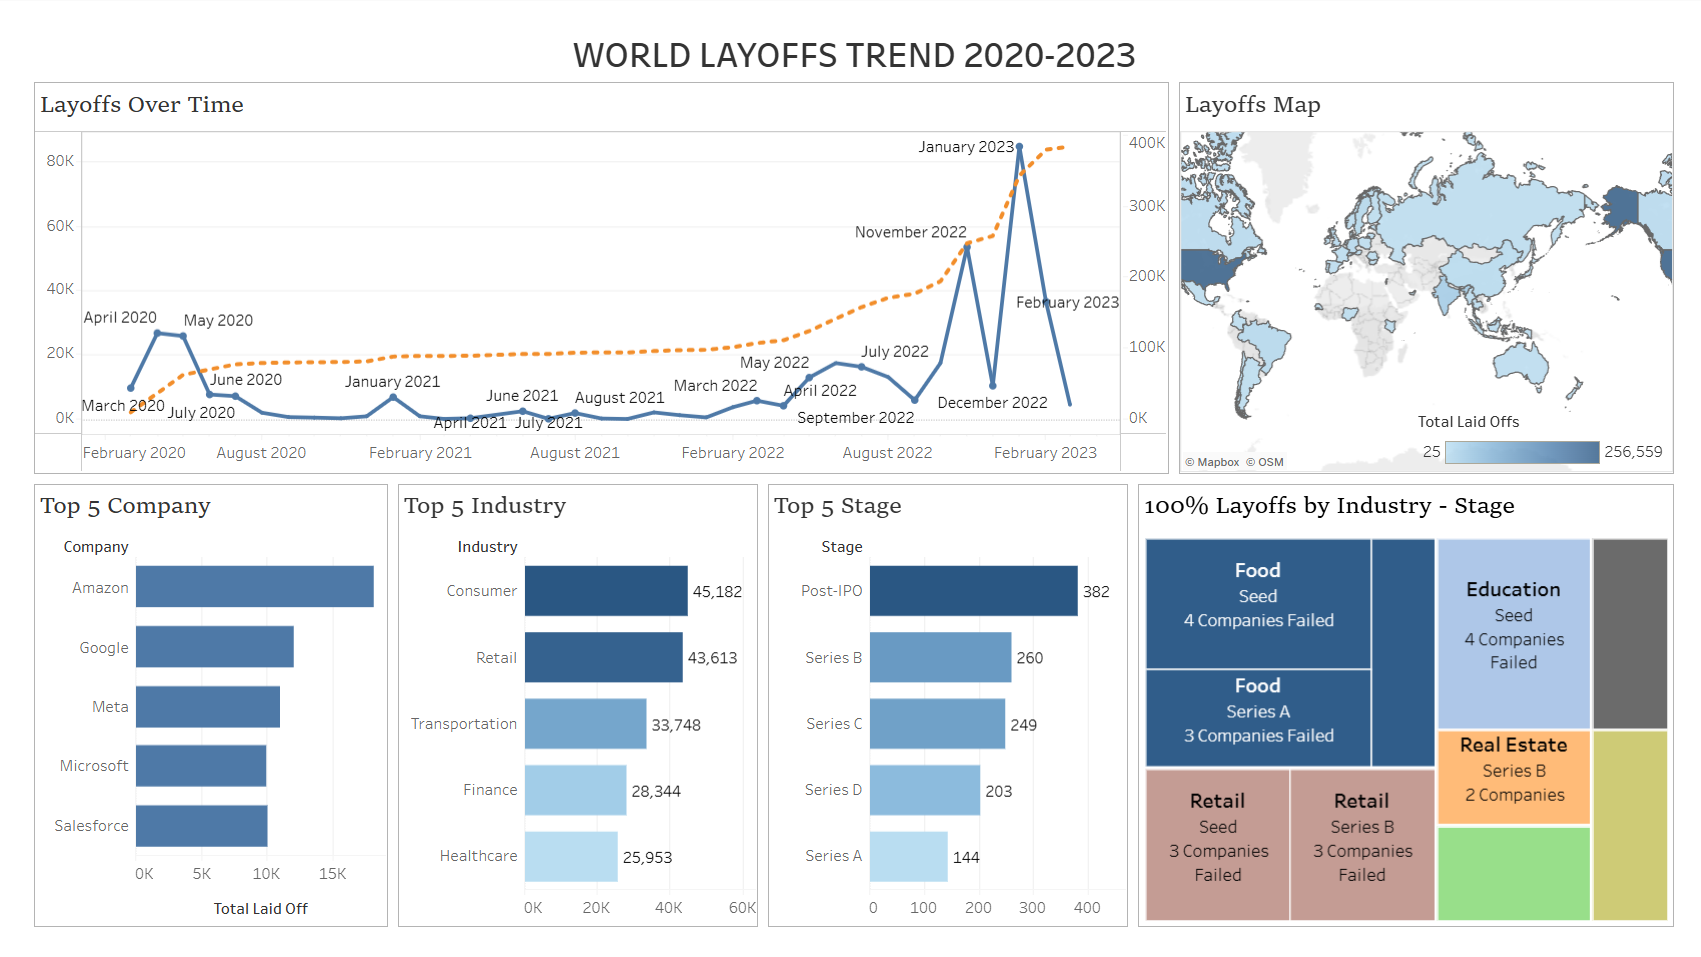 WORLD LAYOFFS TREND 2020-2023
Layoffs Over Time
80K
60K
40K
20K
0K
400K
300K
200K
100K
0K
January 2023
November 2022
February 2023
April 2020
May 2020
June 2020
March 2020
July 2020
January 2021
April 2021
June 2021
July 2021
August 2021
March 2022
May 2022
April 2022
July 2022
September 2022
December 2022
February 2020
August 2020
February 2021
August 2021
February 2022
August 2022
February 2023
Layoffs Map
Total Laid Offs
25
256,559
© Mapbox © OSM
Top 5 Company
Company
Amazon
Google
Meta
Microsoft
Salesforce
0K
5K
10K
15K
Total Laid Off
Top 5 Industry
Industry
Consumer
45,182
Retail
43,613
Transportation
33,748
Finance
28,344
Healthcare
25,953
0K
20K
40K
60K
Top 5 Stage
Stage
Post-IPO
382
Series B
260
Series C
249
Series D
203
Series A
144
0
100
200
300
400
100% Layoffs by Industry - Stage
Food
Seed
4 Companies Failed
Food
Series A
3 Companies Failed
Retail
Seed
3 Companies
Failed
Retail
Series B
3 Companies
Failed
Education
Seed
4 Companies
Failed
Real Estate
Series B
2 Companies